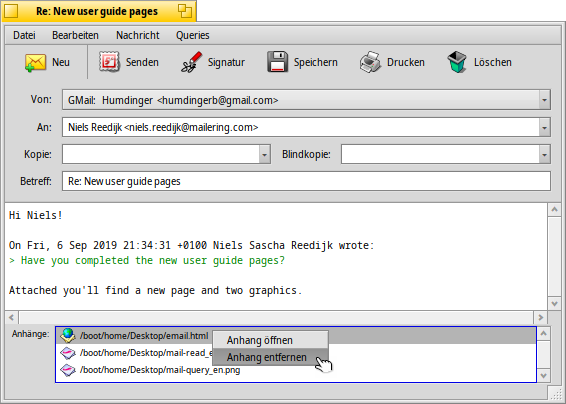 Re: New user guide pages
Datei Bearbeiten Nachricht Queries
Neu Senden Signatur Speichern Drucken Löschen
Von: GMail: Humdinger <humdingerb@gmail.com>
An: Niels Reedijk <niels.reedijk@mailering.com>
Kopie: Blindkopie:
Betreff: Re: New user guide pages
Hi Niels!
On Fri, 6 Sep 2019 21:34:31 +0100 Niels Sascha Reedijk wrote:
> Have you completed the new user guide pages?
Attached you'll find a new page and two graphics.
Anhänge: /boot/home/Desktop/email.html
Anhang öffnen
/boot/home/Desktop/mail-read_e
Anhang entfernen
/boot/home/Desktop/mail-query_en.png